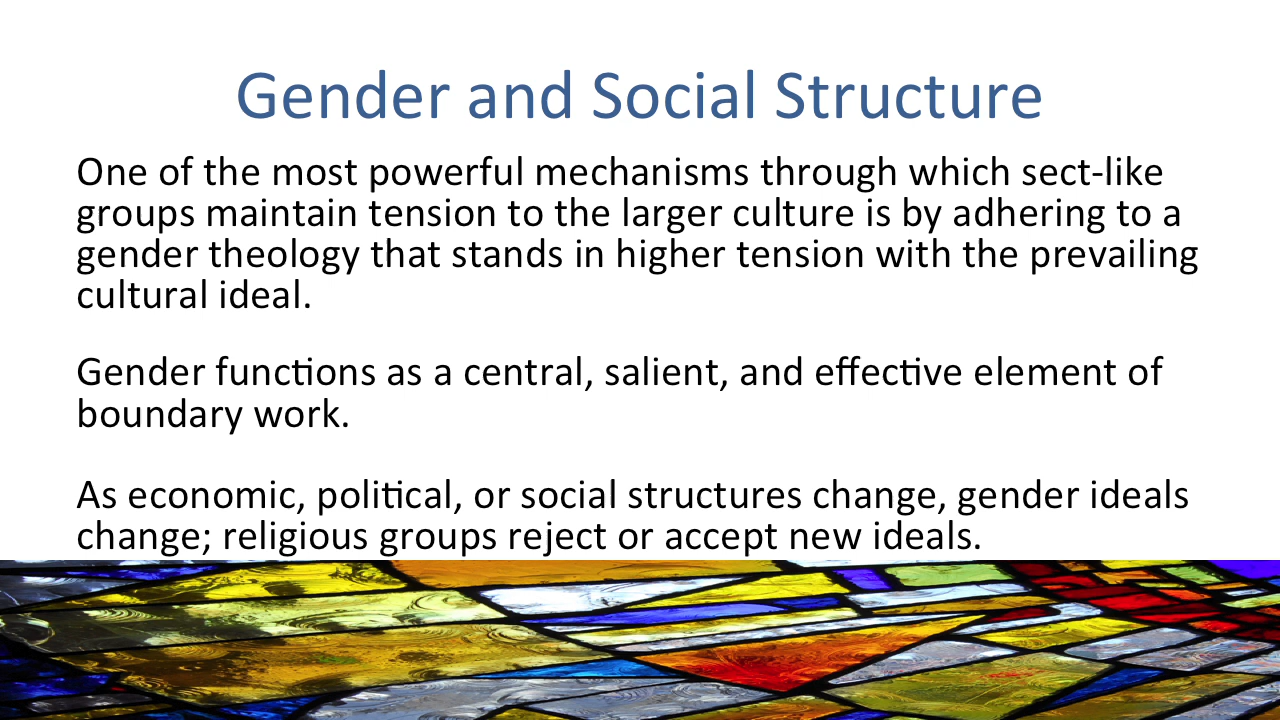 Gender and Social Structure
One of the most powerful mechanisms through which sect-like
groups maintain tension to the larger culture is by adhering to a
gender theology that stands in higher tension with the prevailing
cultural ideal.
Gender functions as a central, salient, and effective element of
boundary work.
As economic, political, or social structures change, gender ideals
change; religious groups reject or accept new ideals.